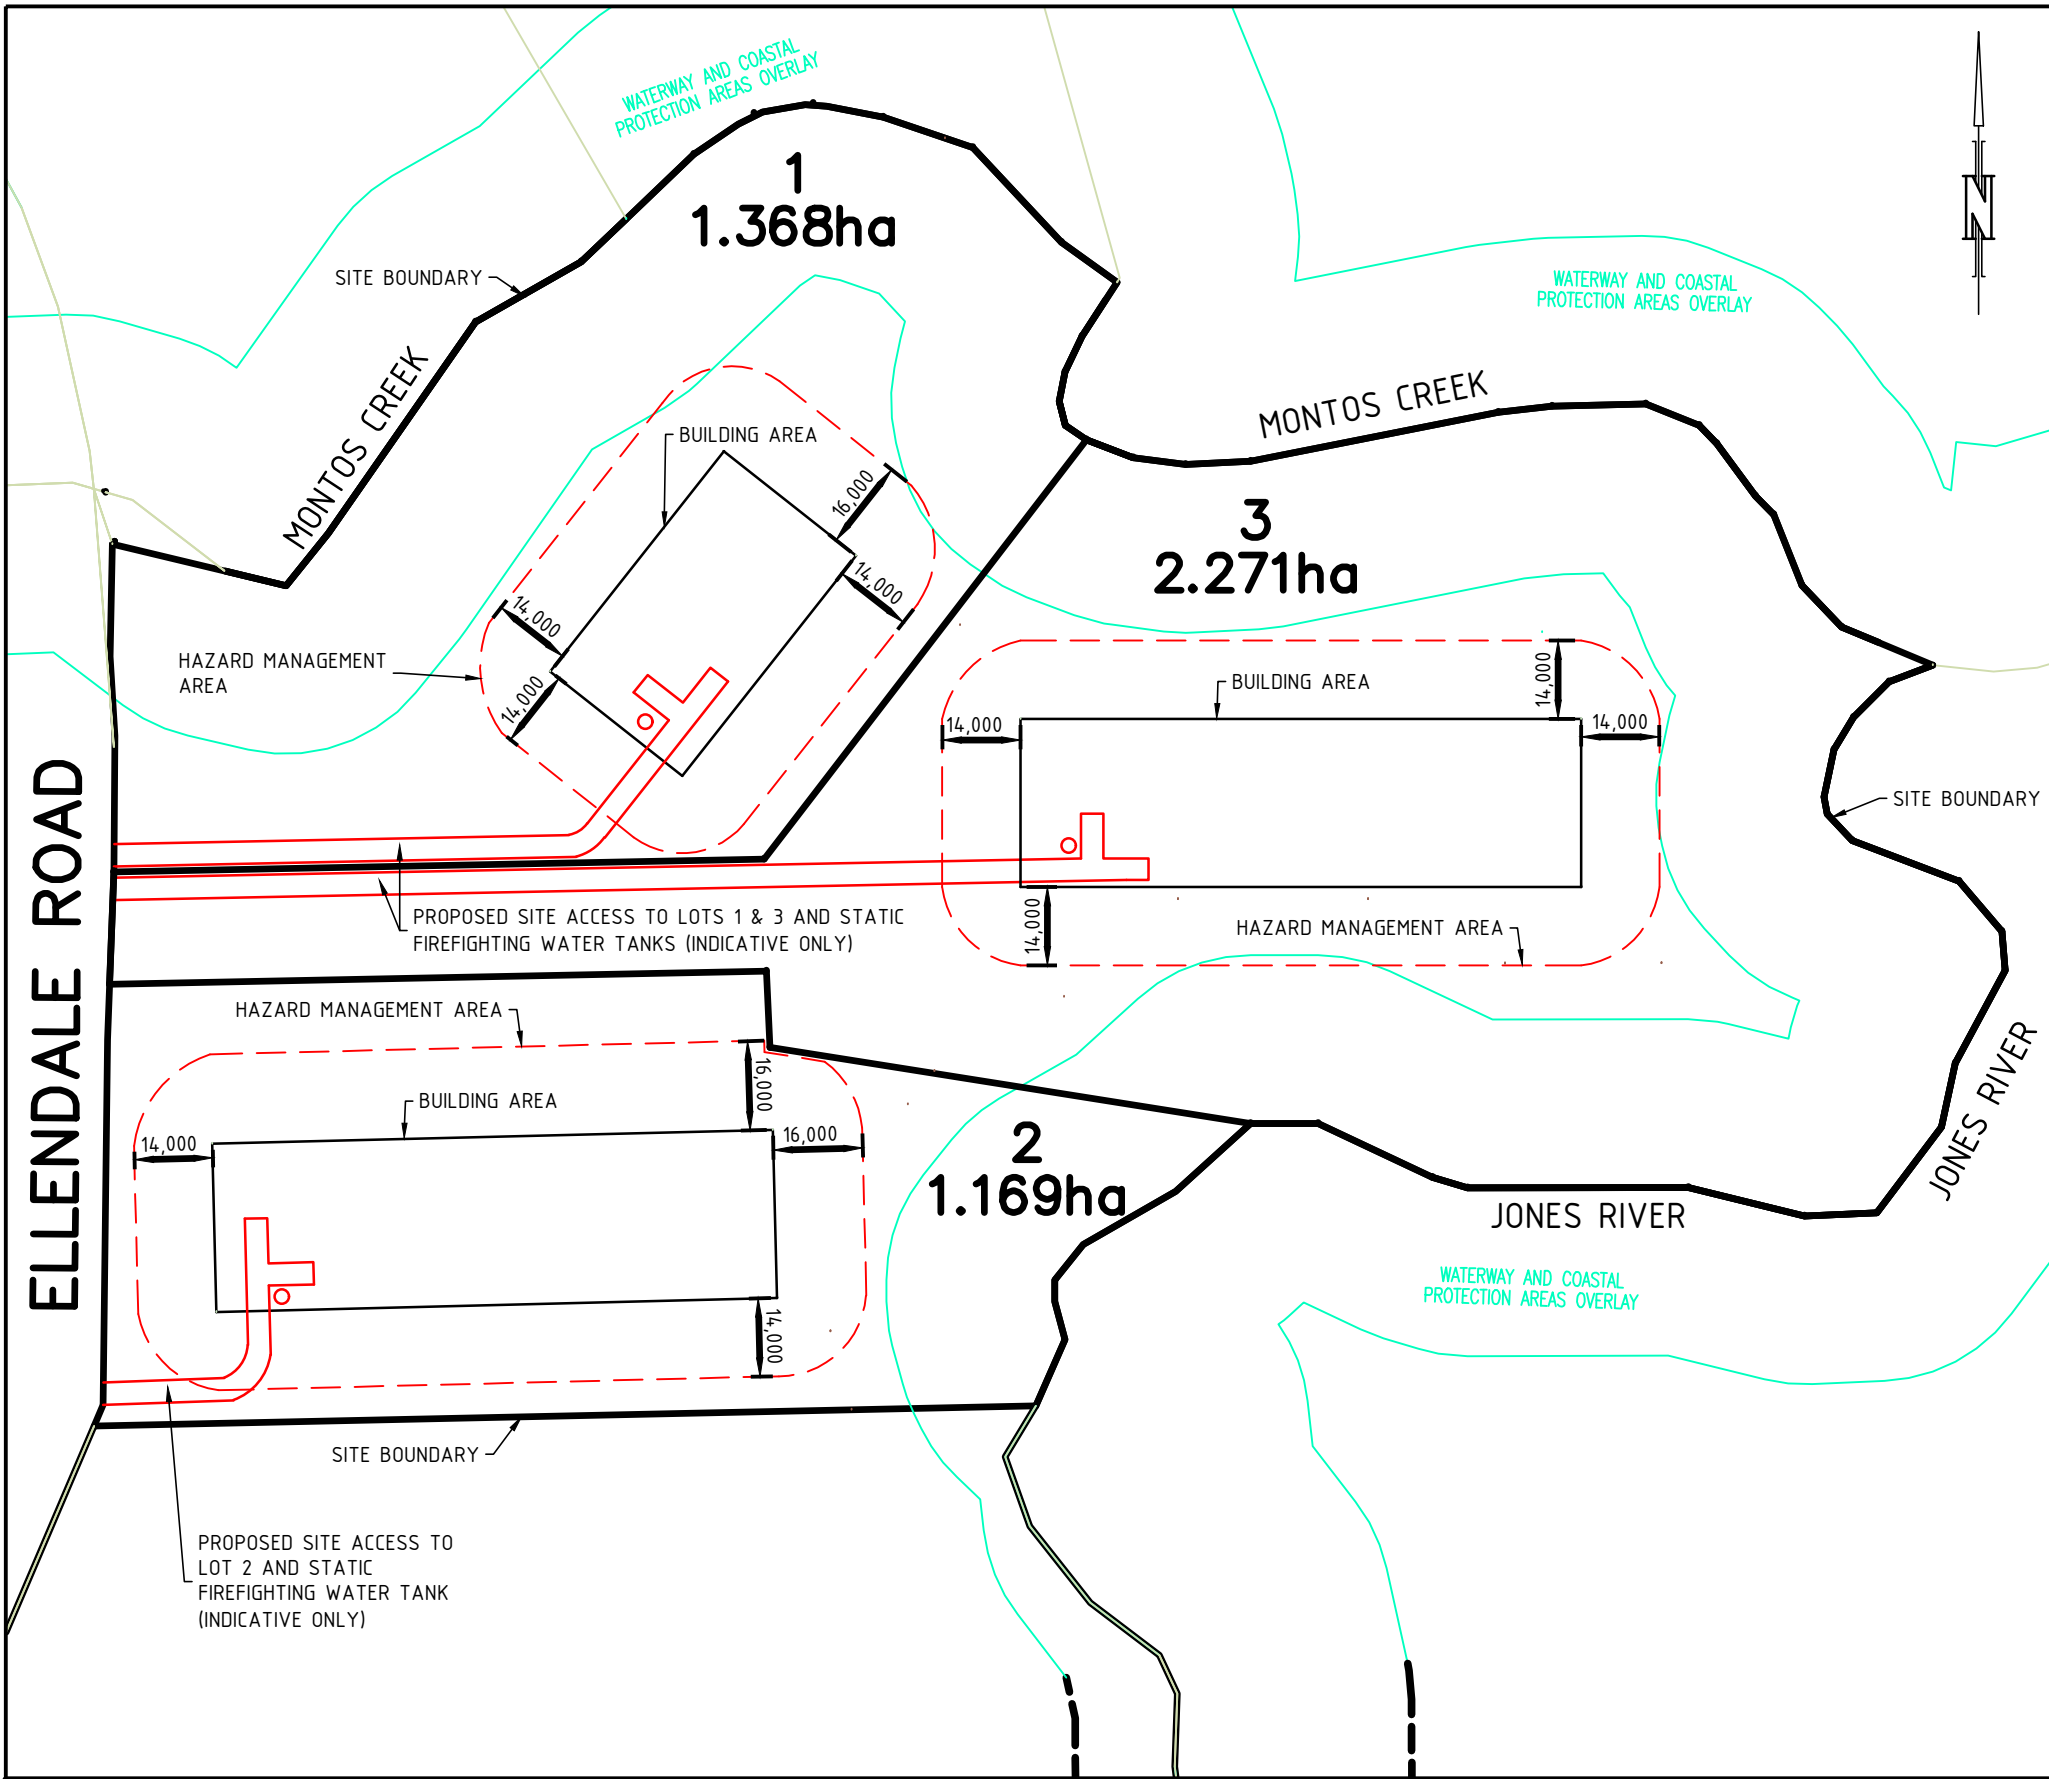 WATERWAY AND COASTAL
PROTECTION AREAS OVERLAY
1
1.368ha
N
SITE BOUNDARY
WATERWAY AND COASTAL
PROTECTION AREAS OVERLAY
MONTOS CREEK
MONTOS CREEK
BUILDING AREA
16,000
14,000
14,000
14,000
3
2.271ha
HAZARD MANAGEMENT
AREA
BUILDING AREA
14,000
14,000
14,000
14,000
SITE BOUNDARY
ELLENDALE ROAD
PROPOSED SITE ACCESS TO LOTS 1 & 3 AND STATIC
FIREFIGHTING WATER TANKS (INDICATIVE ONLY)
HAZARD MANAGEMENT AREA
HAZARD MANAGEMENT AREA
BUILDING AREA
16,000
14,000
16,000
14,000
2
1.169ha
JONES RIVER
JONES RIVER
WATERWAY AND COASTAL
PROTECTION AREAS OVERLAY
SITE BOUNDARY
PROPOSED SITE ACCESS TO
LOT 2 AND STATIC
FIREFIGHTING WATER TANK
(INDICATIVE ONLY)